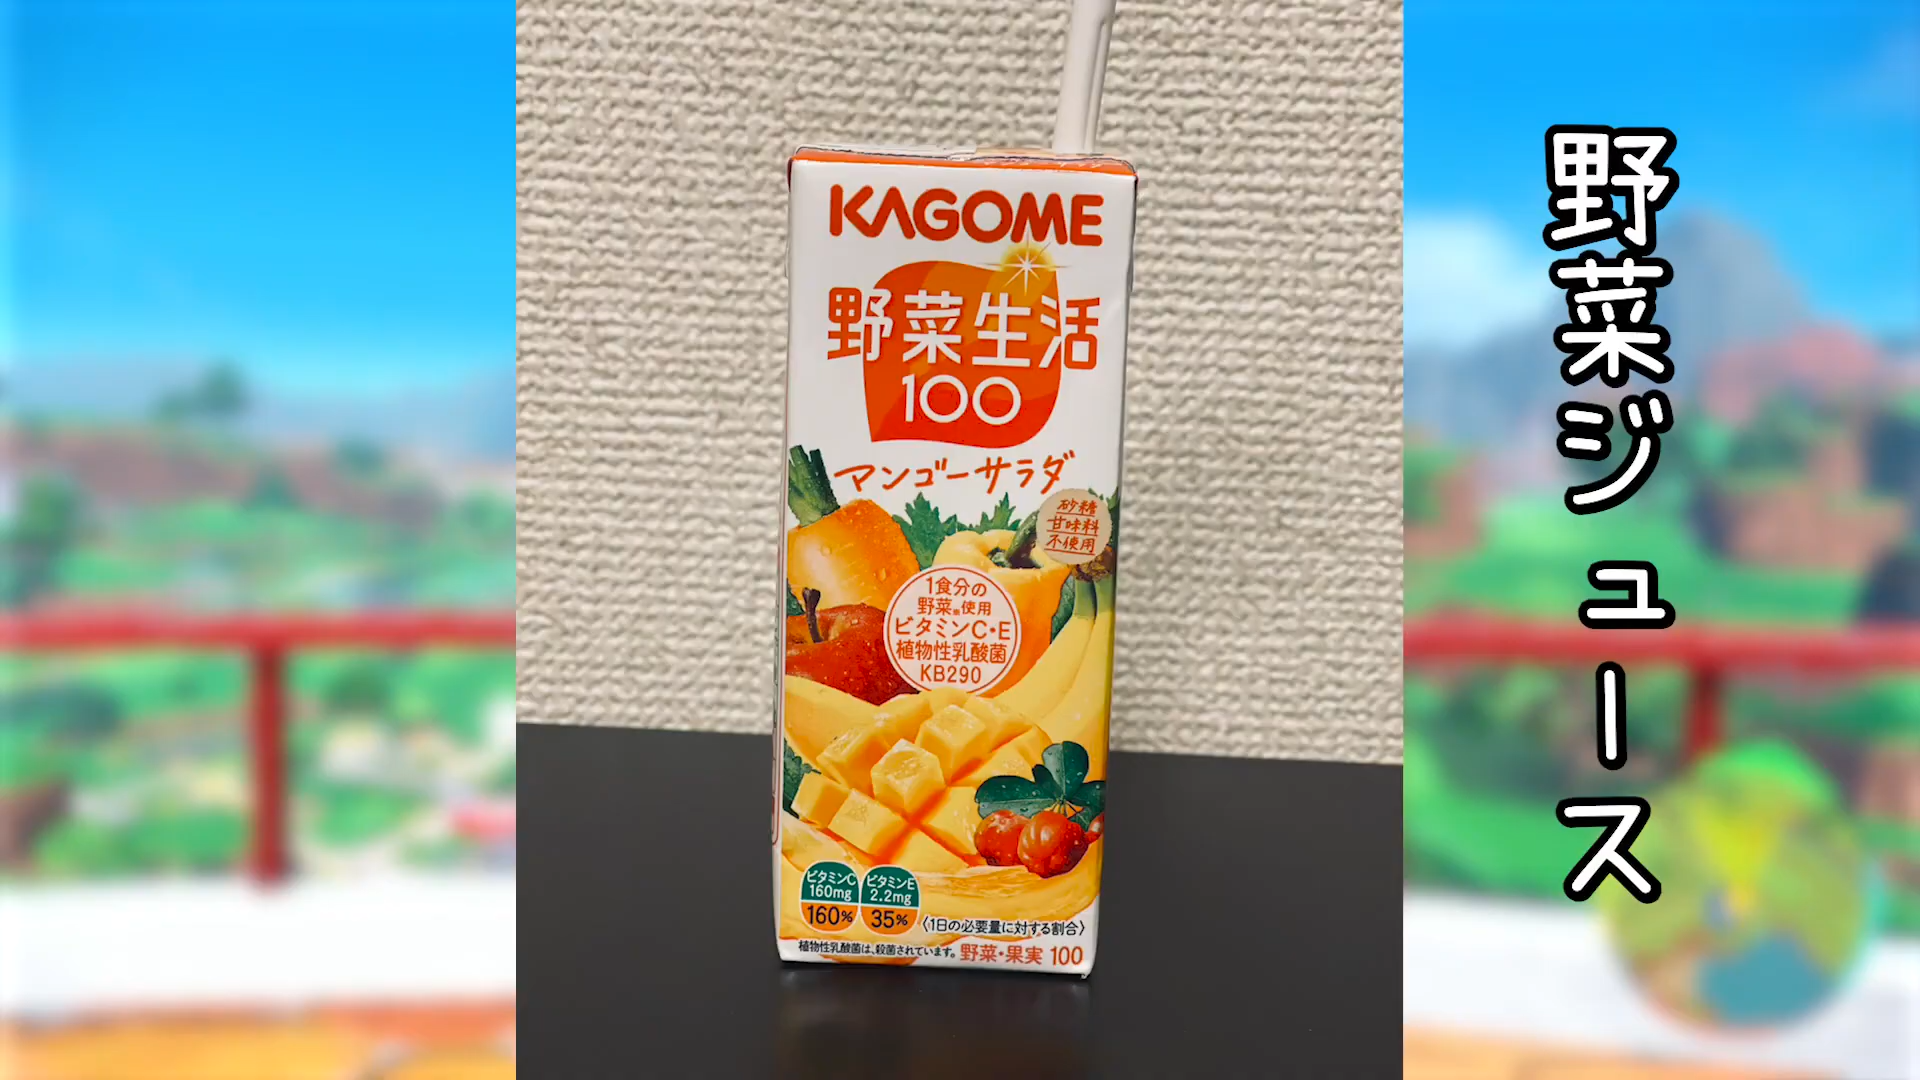 KAGOME
野菜生活
100
マンゴーサラダ
砂糖
甘味料
不使用
1食分の
野菜※使用
ビタミンC・E
植物性乳酸菌
KB290
ビタミンC
160mg
160%
ビタミンE
2.2mg
35%
〈1日の必要量に対する割合〉
植物性乳酸菌は、殺菌されています。
野菜・果実 100
野菜ジュース